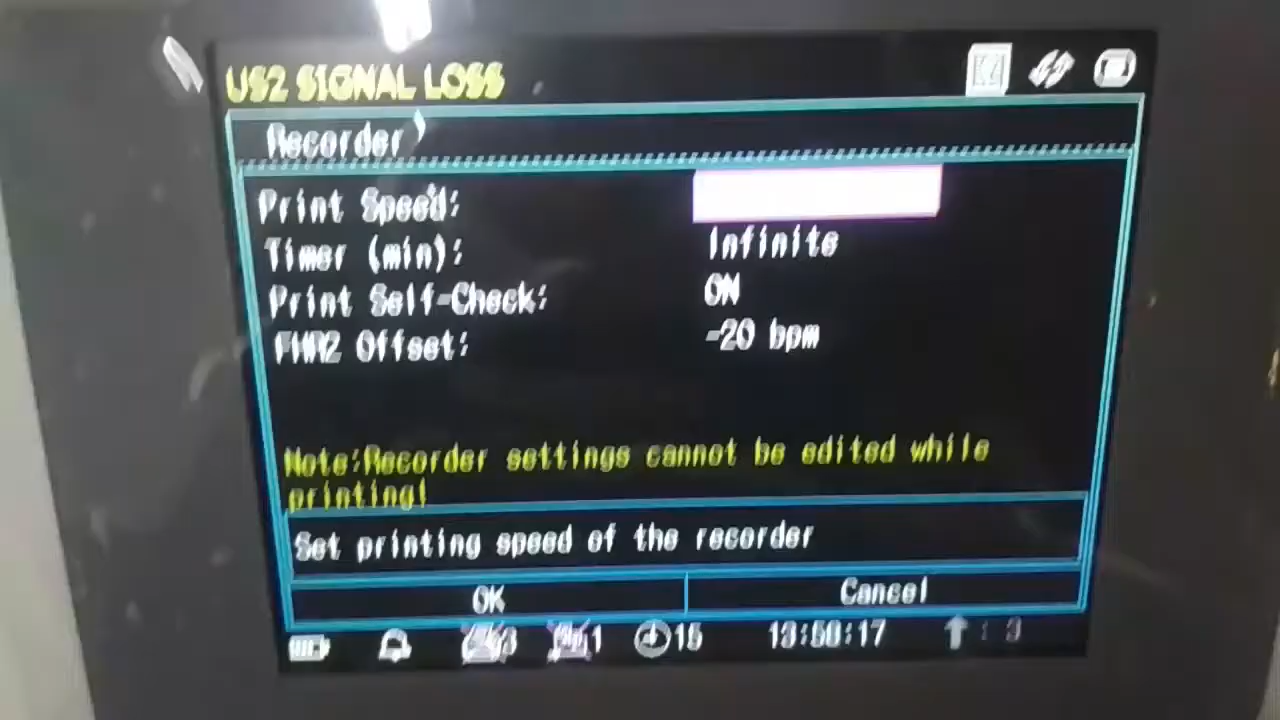 US2 SIGNAL LOSS
Recorder
Print Speed:
Timer (min): Infinite
Print Self-Check: ON
FHR2 Offset: -20 bpm
Note:Recorder settings cannot be edited while
printing!
Set printing speed of the recorder
OK Cancel
15 13:50:17